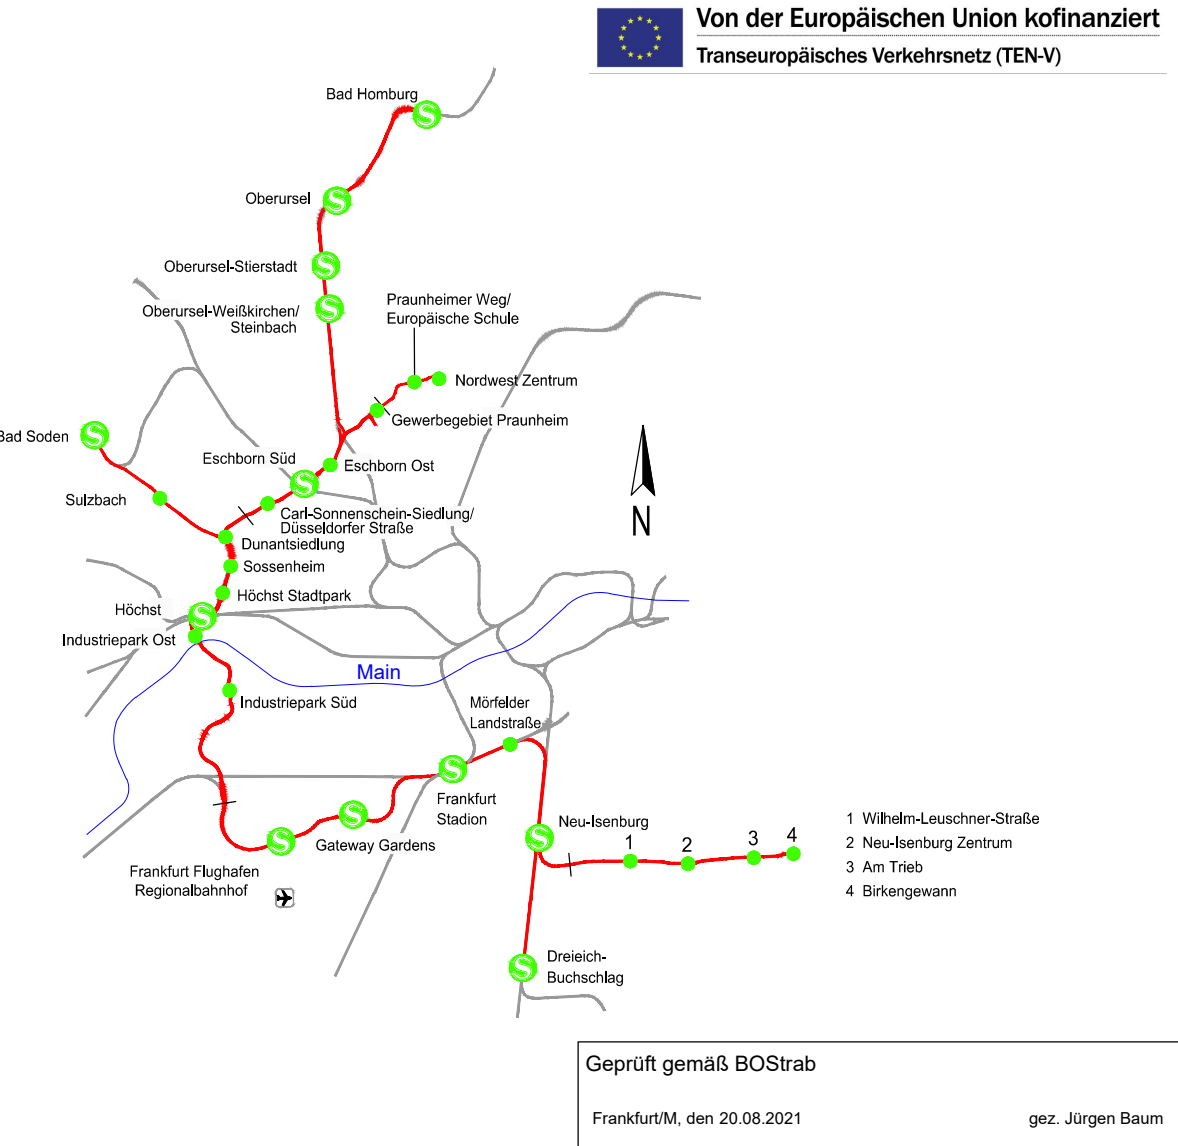 Von der Europäischen Union kofinanziert
Transeuropäisches Verkehrsnetz (TEN-V)
Bad Homburg
Oberursel
Oberursel-Stierstadt
Oberursel-Weißkirchen/
Steinbach
Praunheimer Weg/
Europäische Schule
Nordwest Zentrum
Gewerbegebiet Praunheim
Bad Soden
Eschborn Süd
Eschborn Ost
Sulzbach
Carl-Sonnenschein-Siedlung/
Düsseldorfer Straße
Dunantsiedlung
Sossenheim
Höchst Stadtpark
Höchst
Industriepark Ost
N
Main
Industriepark Süd
Mörfelder
Landstraße
Frankfurt
Stadion
Neu-Isenburg
Gateway Gardens
Frankfurt Flughafen
Regionalbahnhof
1
2
3
4
1 Wilhelm-Leuschner-Straße
2 Neu-Isenburg Zentrum
3 Am Trieb
4 Birkengewann
Dreieich-
Buchschlag
S
S
S
S
S
S
S
S
S
S
S
S
Geprüft gemäß BOStrab
Frankfurt/M, den 20.08.2021
gez. Jürgen Baum